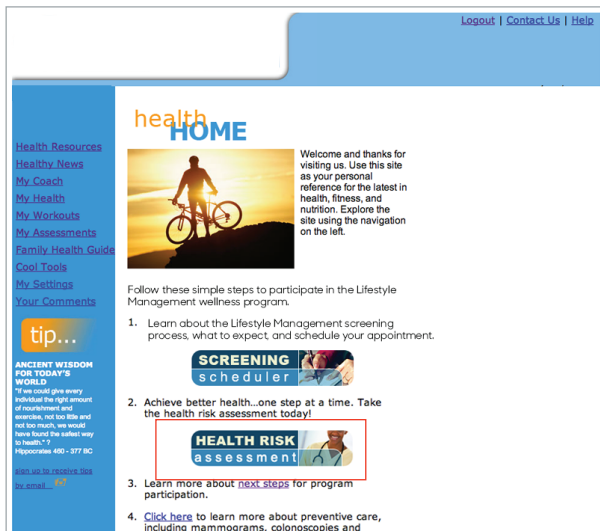 Logout | Contact Us | Help
health
HOME
Health Resources
Healthy News
My Coach
My Health
My Workouts
My Assessments
Family Health Guide
Cool Tools
My Settings
Your Comments
tip...
ANCIENT WISDOM
FOR TODAY'S
WORLD
"If we could give every
individual the right amount
of nourishment and
exercise, not too little and
not too much, we would
have found the safest way
to health." ?
Hippocrates 460 - 377 BC
sign up to receive tips
by email
Welcome and thanks for
visiting us. Use this site
as your personal
reference for the latest in
health, fitness, and
nutrition. Explore the
site using the navigation
on the left.
Follow these simple steps to participate in the Lifestyle
Management wellness program.
1. Learn about the Lifestyle Management screening
process, what to expect, and schedule your appointment.
SCREENING
scheduler
2. Achieve better health...one step at a time. Take
the health risk assessment today!
HEALTH RISK
assessment
3. Learn more about next steps for program
participation.
4. Click here to learn more about preventive care,
including mammograms, colonoscopies and